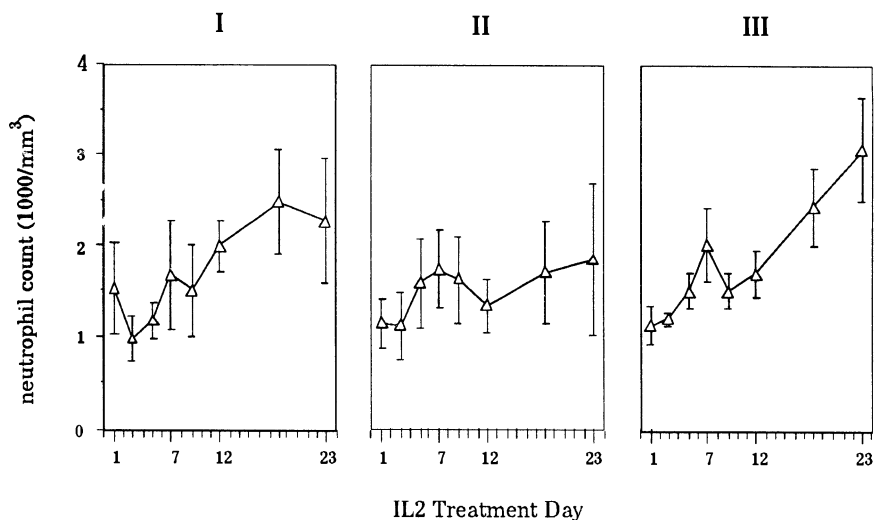 I II III
neutrophil count (1000/mm³)
4
3
2
1
0
1 7 12 23
1 7 12 23
1 7 12 23
IL2 Treatment Day